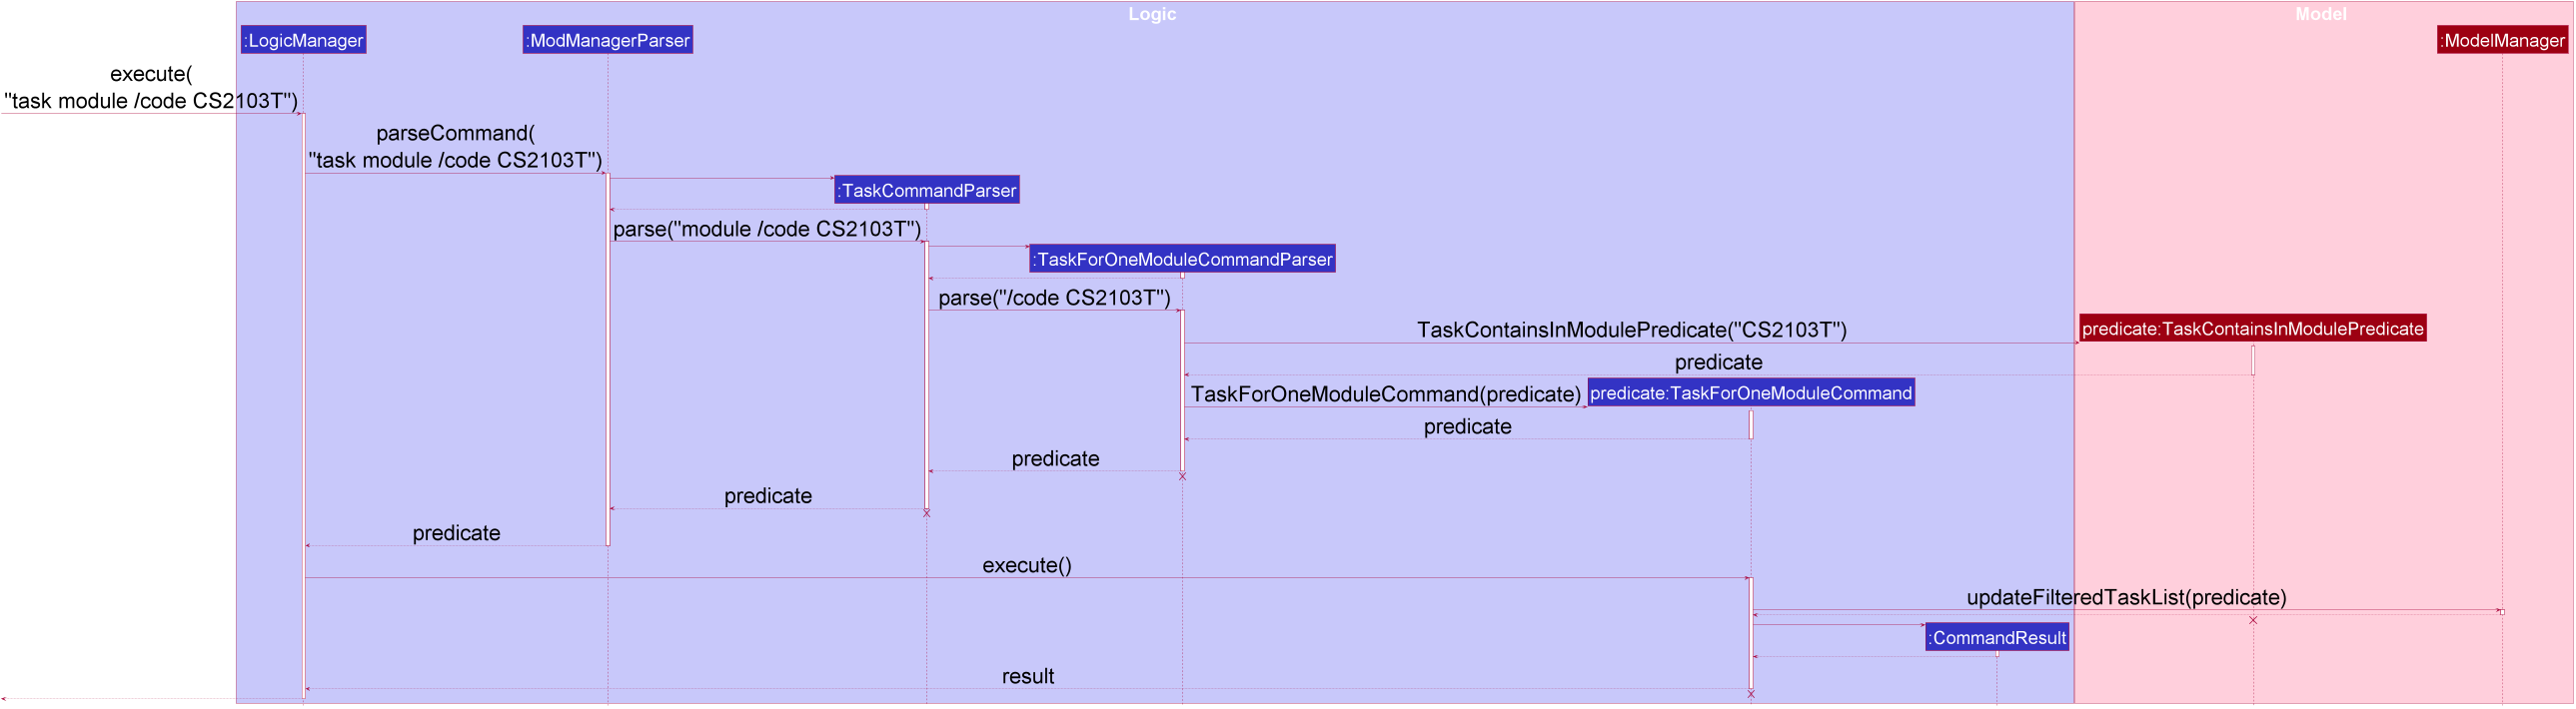 Logic
Model
:LogicManager
:ModManagerParser
:ModelManager
execute(
"task module /code CS2103T")
parseCommand(
"task module /code CS2103T")
:TaskCommandParser
parse("module /code CS2103T")
:TaskForOneModuleCommandParser
parse("/code CS2103T")
TaskContainsInModulePredicate("CS2103T")
predicate:TaskContainsInModulePredicate
predicate
TaskForOneModuleCommand(predicate)
predicate:TaskForOneModuleCommand
predicate
predicate
predicate
predicate
execute()
updateFilteredTaskList(predicate)
:CommandResult
result